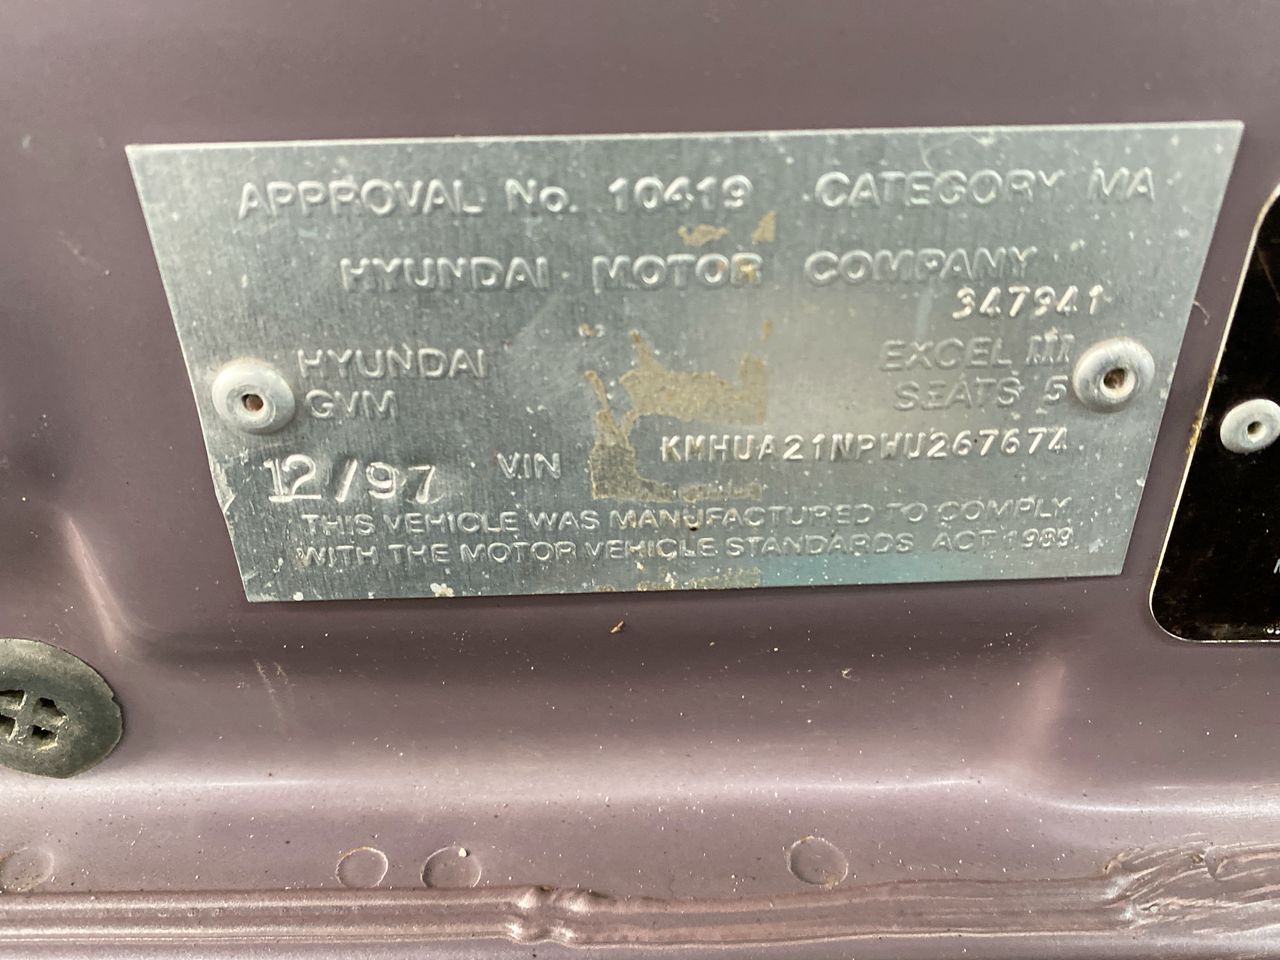 APPROVAL No. 10419 CATEGORY MA
HYUNDAI MOTOR COMPANY
347941
HYUNDAI EXCEL III
GVM SEATS 5
12/97 VIN KMHUA21NPWU267674
THIS VEHICLE WAS MANUFACTURED TO COMPLY
WITH THE MOTOR VEHICLE STANDARDS ACT 1989